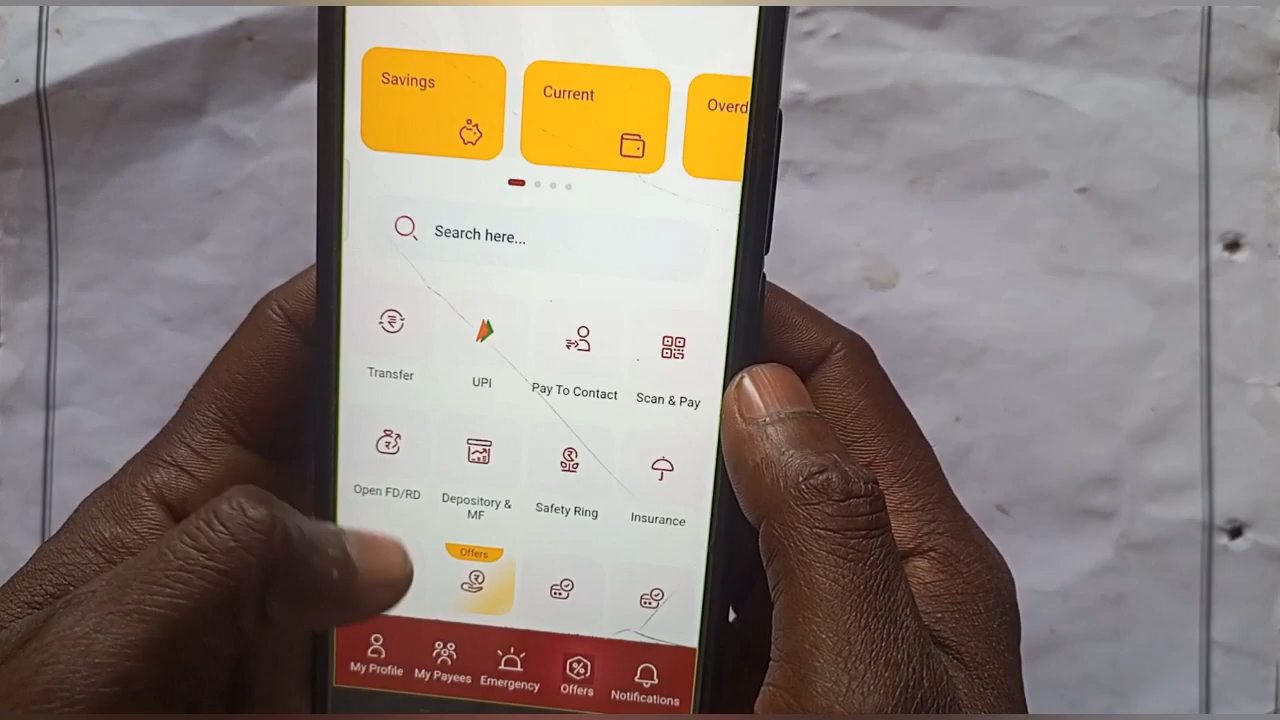 Savings
Current
Overd
Search here...
Transfer
UPI
Pay To Contact
Scan & Pay
Open FD/RD
Depository &
MF
Safety Ring
Insurance
Offers
My Profile
My Payees
Emergency
Offers
Notifications